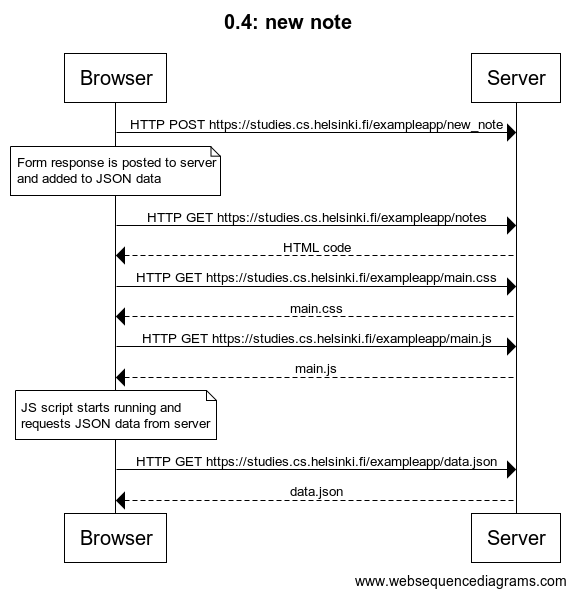 0.4: new note
Browser
Server
HTTP POST https://studies.cs.helsinki.fi/exampleapp/new_note
Form response is posted to server
and added to JSON data
HTTP GET https://studies.cs.helsinki.fi/exampleapp/notes
HTML code
HTTP GET https://studies.cs.helsinki.fi/exampleapp/main.css
main.css
HTTP GET https://studies.cs.helsinki.fi/exampleapp/main.js
main.js
JS script starts running and
requests JSON data from server
HTTP GET https://studies.cs.helsinki.fi/exampleapp/data.json
data.json
Browser
Server
www.websequencediagrams.com